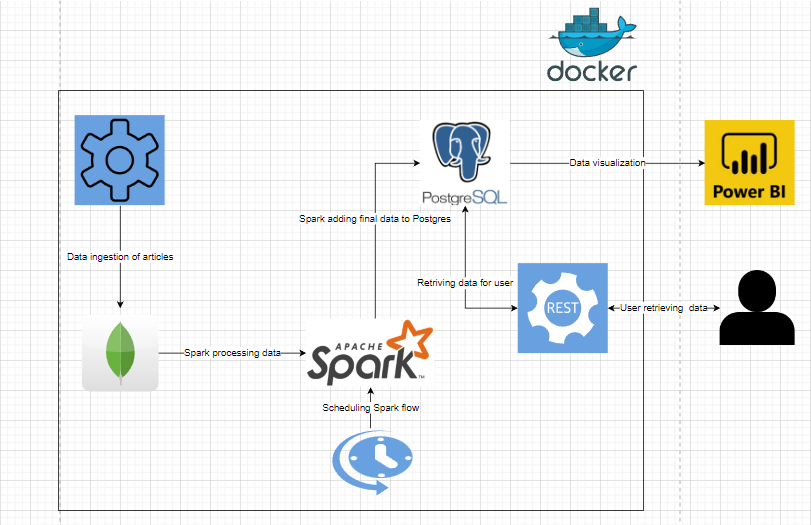 docker
PostgreSQL
Data visualization
Power BI
Spark adding final data to Postgres
Data ingestion of articles
Retriving data for user
REST
User retrieving data
APACHE
Spark™
Spark processing data
Scheduling Spark flow